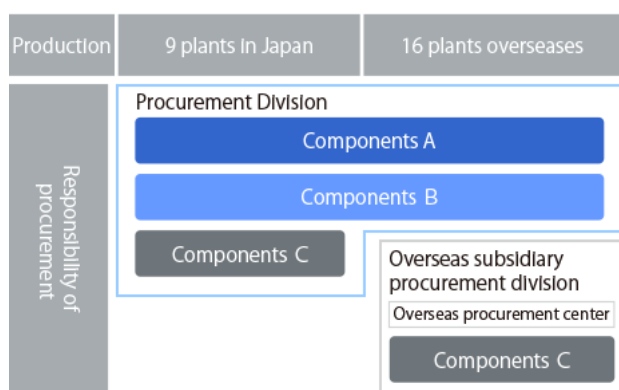 Production
9 plants in Japan
16 plants overseases
Responsibility of
procurement
Procurement Division
Components A
Components B
Components C
Overseas subsidiary
procurement division
Overseas procurement center
Components C